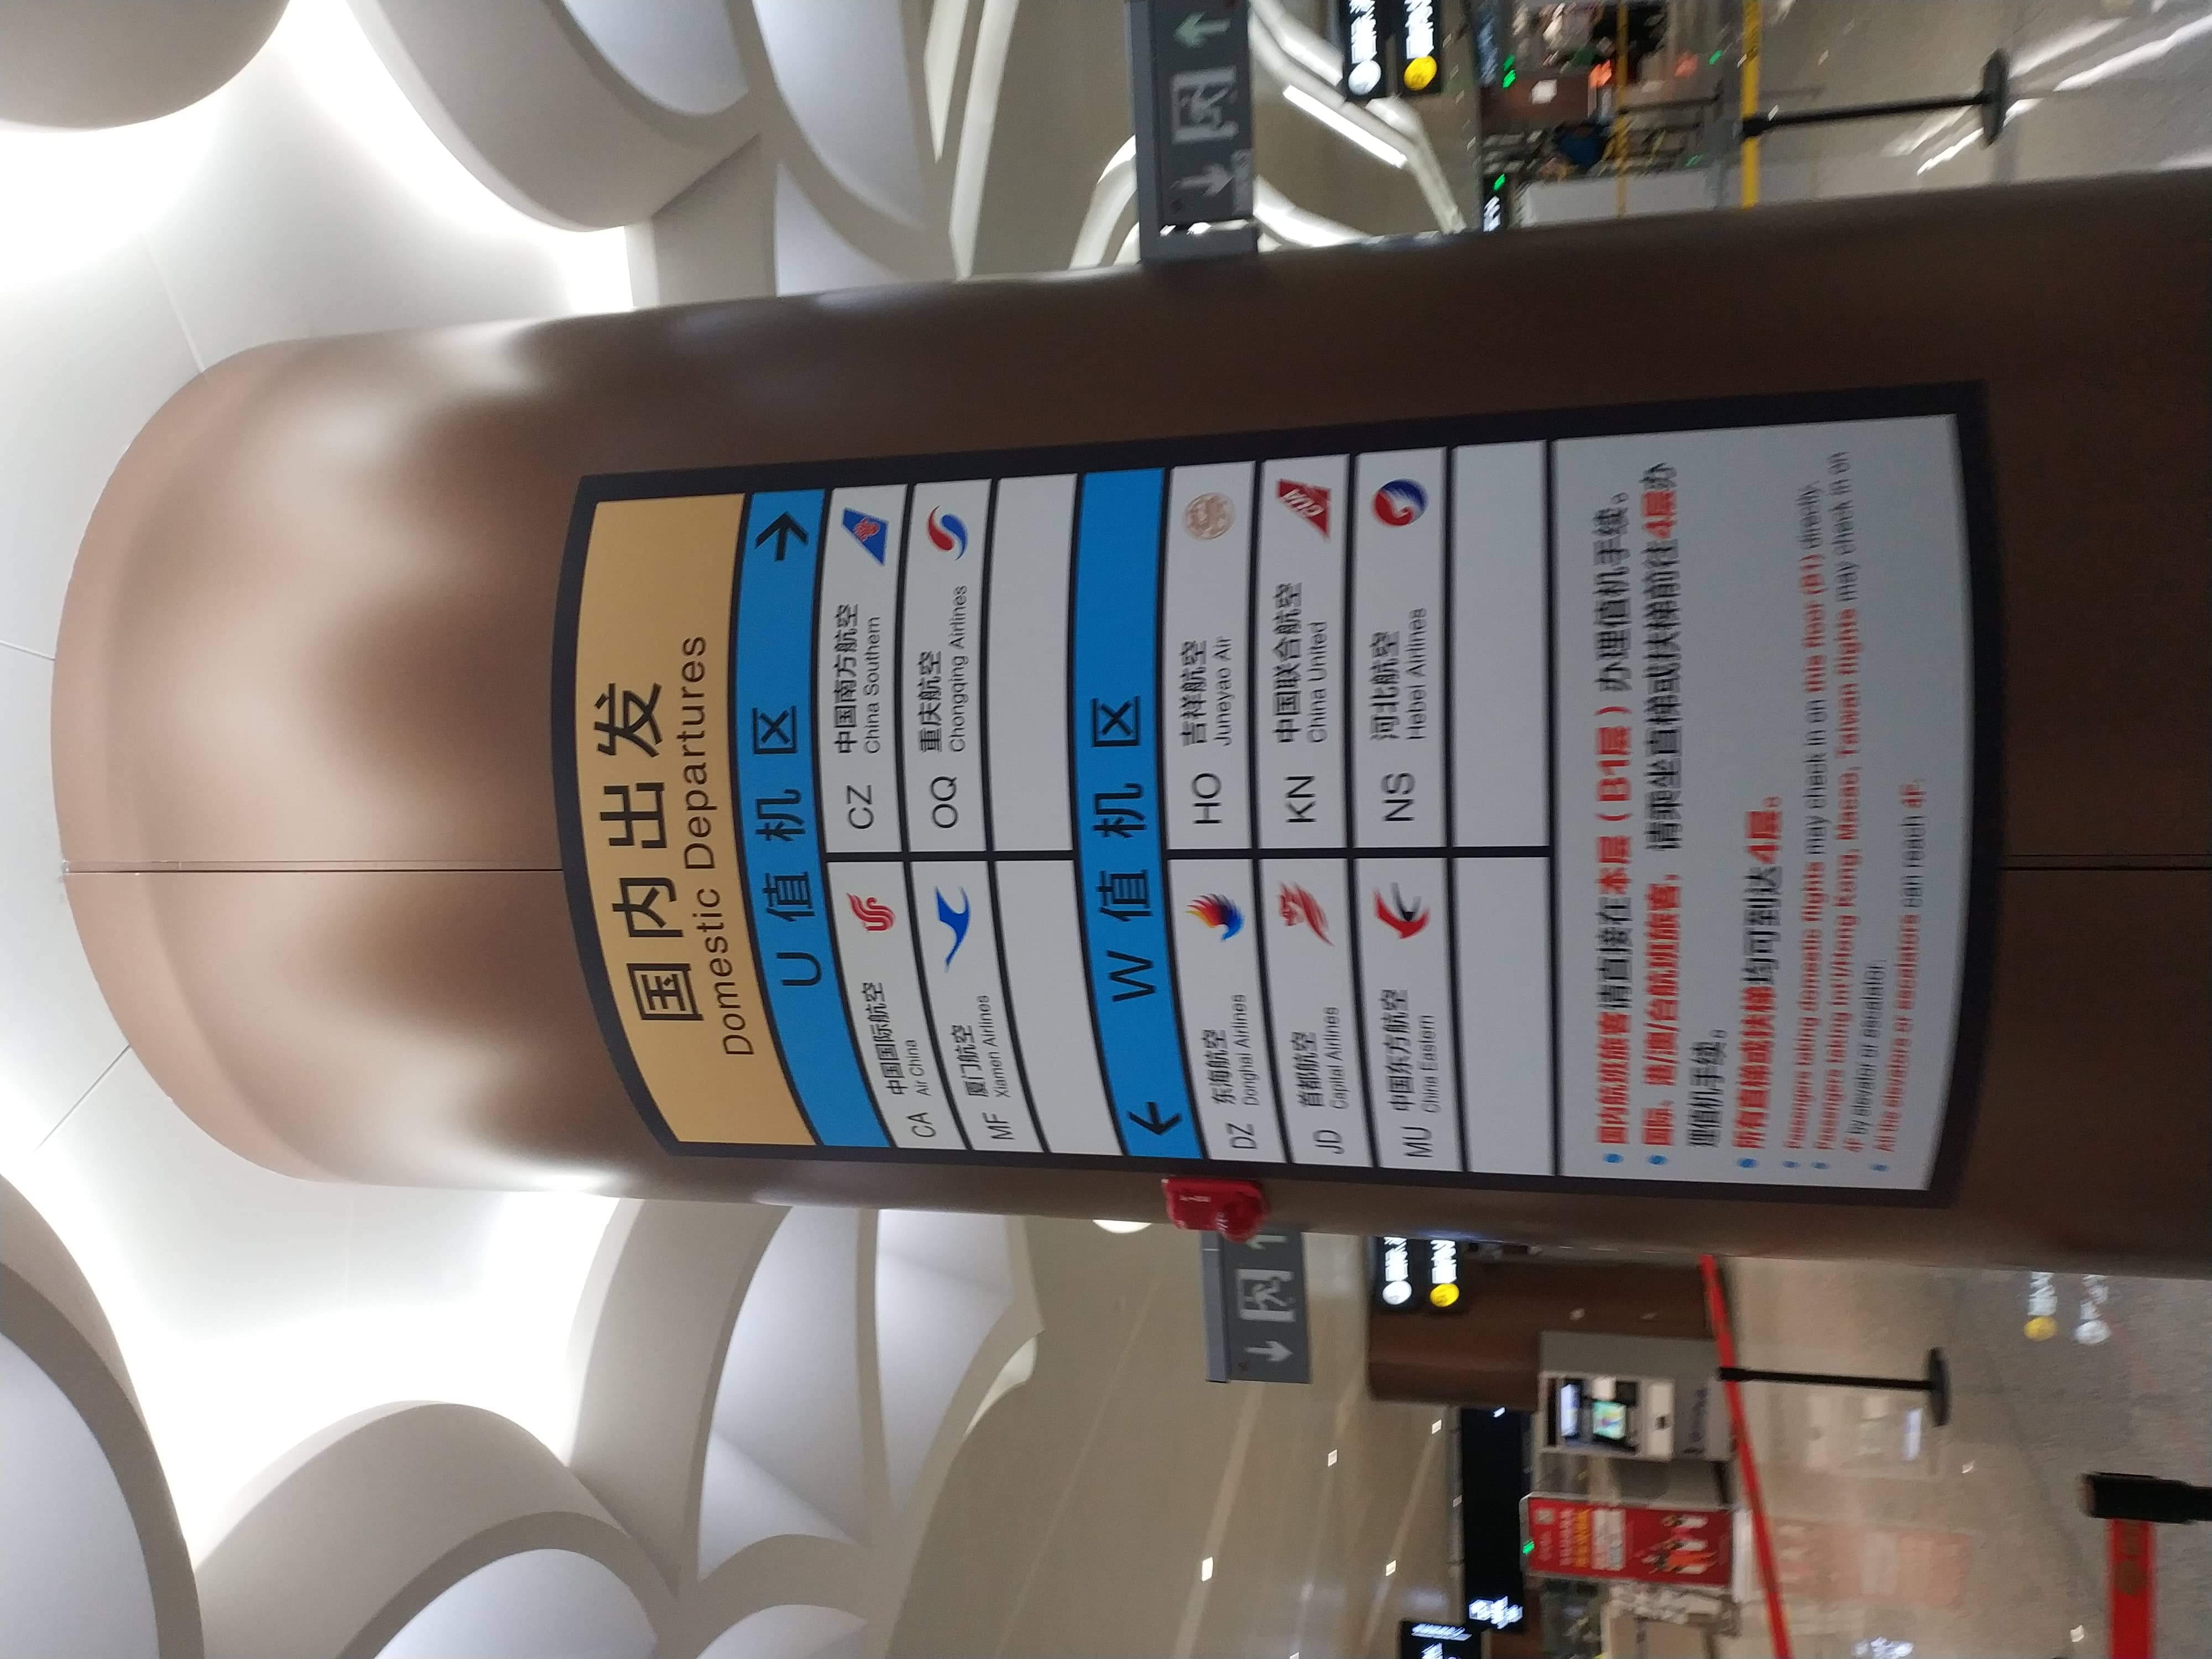 国内出发
Domestic Departures
U 值 机 区 →
CA 中国国际航空
Air China
CZ 中国南方航空
China Southern
MF 厦门航空
Xiamen Airlines
OQ 重庆航空
Chongqing Airlines
← W 值 机 区
DZ 东海航空
Donghai Airlines
HO 吉祥航空
Juneyao Air
JD 首都航空
Capital Airlines
KN 中国联合航空
China United
CUA
MU 中国东方航空
China Eastern
NS 河北航空
Hebei Airlines
国内航班旅客请直接在本层（B1层）办理值机手续。
国际、港/澳/台航班旅客，请乘坐直梯或扶梯前往4层办
理值机手续。
所有直梯或扶梯均可到达4层。
Passengers taking domestic flights may check in on this floor (B1) directly.
Passengers taking Int'l/Hong Kong, Macao, Taiwan flights may check in on
4F by elevator or escalator.
All the elevators or escalators can reach 4F.